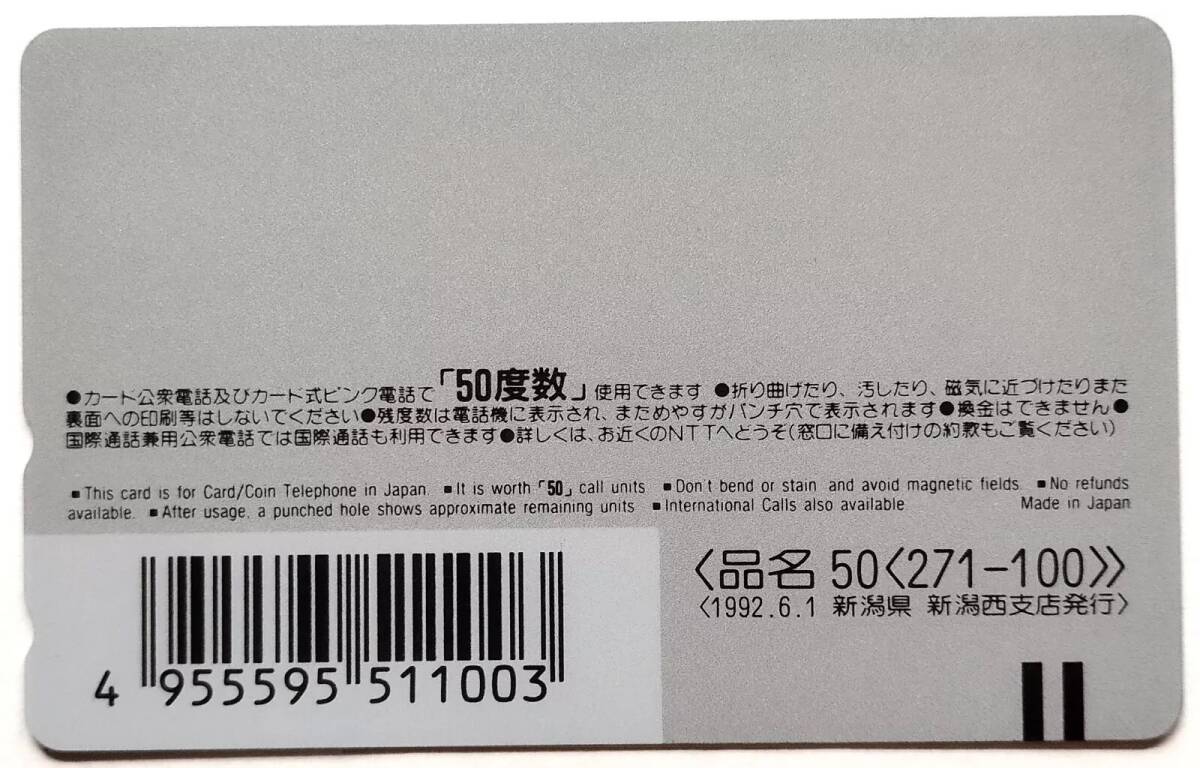 ●カード公衆電話及びカード式ピンク電話で「50度数」使用できます ●折り曲げたり、汚したり、磁気に近づけたりまた
裏面への印刷等はしないでください●残度数は電話機に表示され、まためやすがパンチ穴で表示されます●換金はできません●
国際通話兼用公衆電話では国際通話も利用できます●詳しくは、お近くのNTTへどうぞ(窓口に備え付けの約款もご覧ください)
■This card is for Card/Coin Telephone in Japan. ■It is worth「50」call units ■Don't bend or stain and avoid magnetic fields. ■No refunds
available. ■After usage, a punched hole shows approximate remaining units ■International Calls also available Made in Japan
〈品名 50〈271-100〉〉
〈1992.6.1 新潟県 新潟西支店発行〉
4 955595 511003